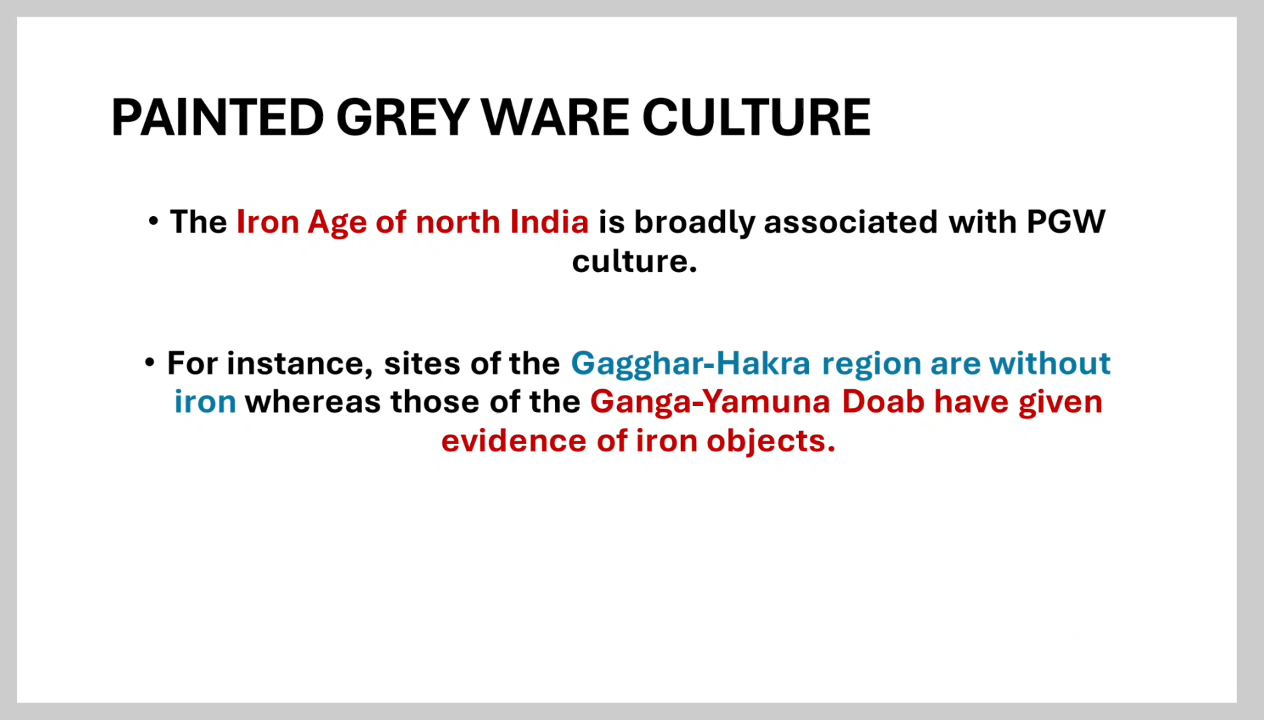 PAINTED GREY WARE CULTURE
• The Iron Age of north India is broadly associated with PGW
culture.
• For instance, sites of the Gagghar-Hakra region are without
iron whereas those of the Ganga-Yamuna Doab have given
evidence of iron objects.